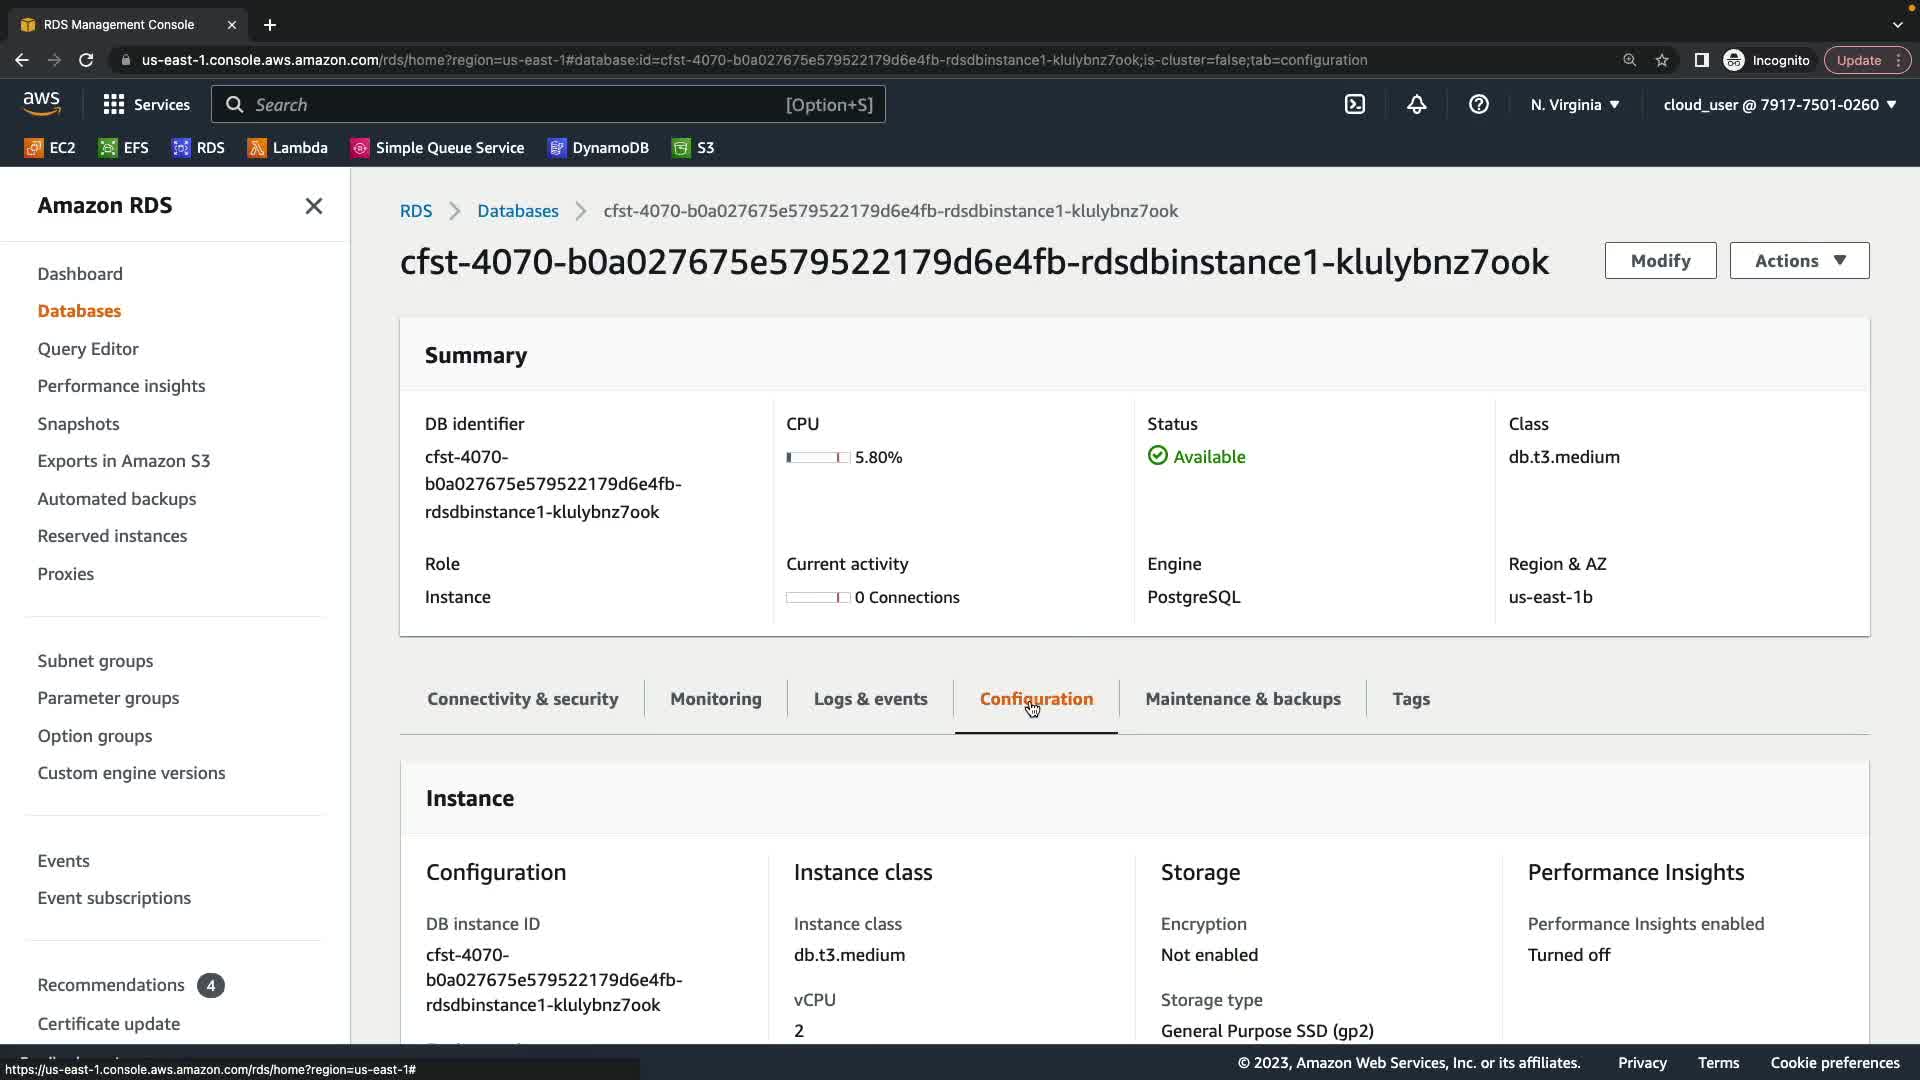 RDS Management Console
us-east-1.console.aws.amazon.com/rds/home?region=us-east-1#database:id=cfst-4070-b0a027675e579522179d6e4fb-rdsdbinstance1-klulybnz7ook;is-cluster=false;tab=configuration
Incognito
Update
aws
Services
Search
[Option+S]
N. Virginia
cloud_user @ 7917-7501-0260
EC2
EFS
RDS
Lambda
Simple Queue Service
DynamoDB
S3
Amazon RDS
Dashboard
Databases
Query Editor
Performance insights
Snapshots
Exports in Amazon S3
Automated backups
Reserved instances
Proxies
Subnet groups
Parameter groups
Option groups
Custom engine versions
Events
Event subscriptions
Recommendations 4
Certificate update
RDS
Databases
cfst-4070-b0a027675e579522179d6e4fb-rdsdbinstance1-klulybnz7ook
cfst-4070-b0a027675e579522179d6e4fb-rdsdbinstance1-klulybnz7ook
Modify
Actions
Summary
DB identifier
cfst-4070-
b0a027675e579522179d6e4fb-
rdsdbinstance1-klulybnz7ook
CPU
5.80%
Status
Available
Class
db.t3.medium
Role
Instance
Current activity
0 Connections
Engine
PostgreSQL
Region & AZ
us-east-1b
Connectivity & security
Monitoring
Logs & events
Configuration
Maintenance & backups
Tags
Instance
Configuration
DB instance ID
cfst-4070-
b0a027675e579522179d6e4fb-
rdsdbinstance1-klulybnz7ook
Instance class
Instance class
db.t3.medium
vCPU
2
Storage
Encryption
Not enabled
Storage type
General Purpose SSD (gp2)
Performance Insights
Performance Insights enabled
Turned off
https://us-east-1.console.aws.amazon.com/rds/home?region=us-east-1#
© 2023, Amazon Web Services, Inc. or its affiliates.
Privacy
Terms
Cookie preferences